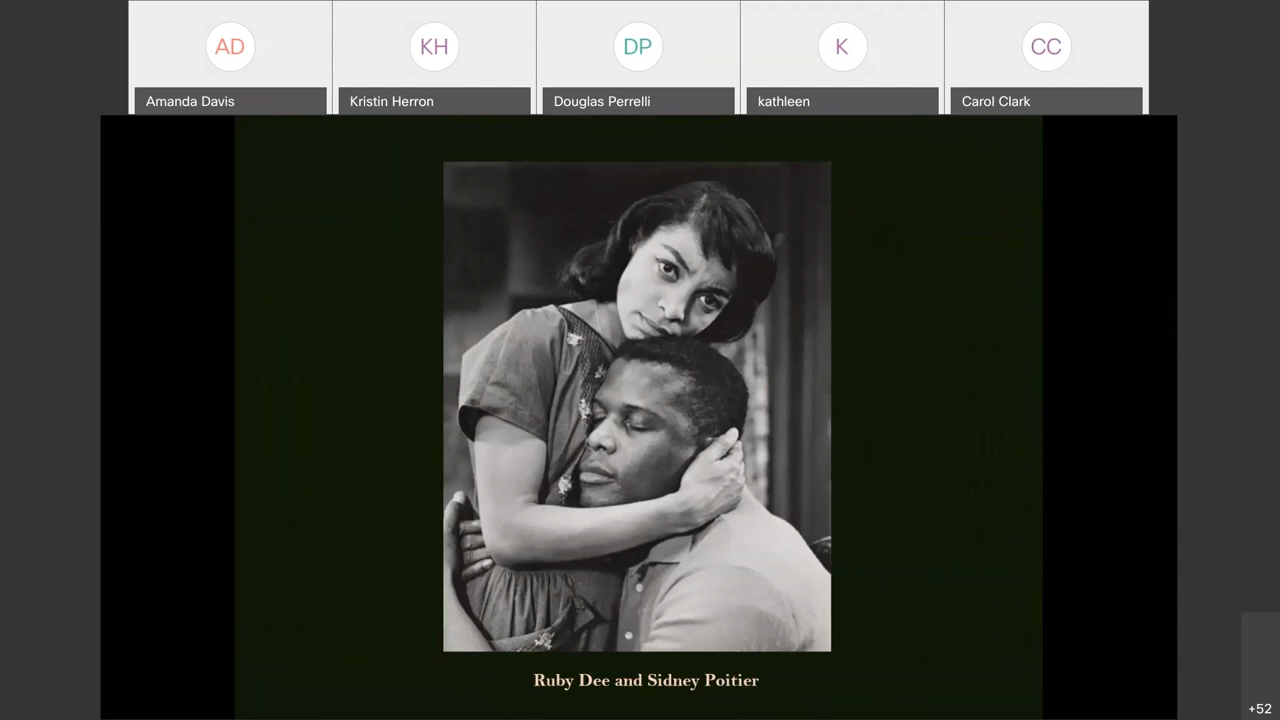 AD
KH
DP
K
CC
Amanda Davis
Kristin Herron
Douglas Perrelli
kathleen
Carol Clark
Ruby Dee and Sidney Poitier
+52